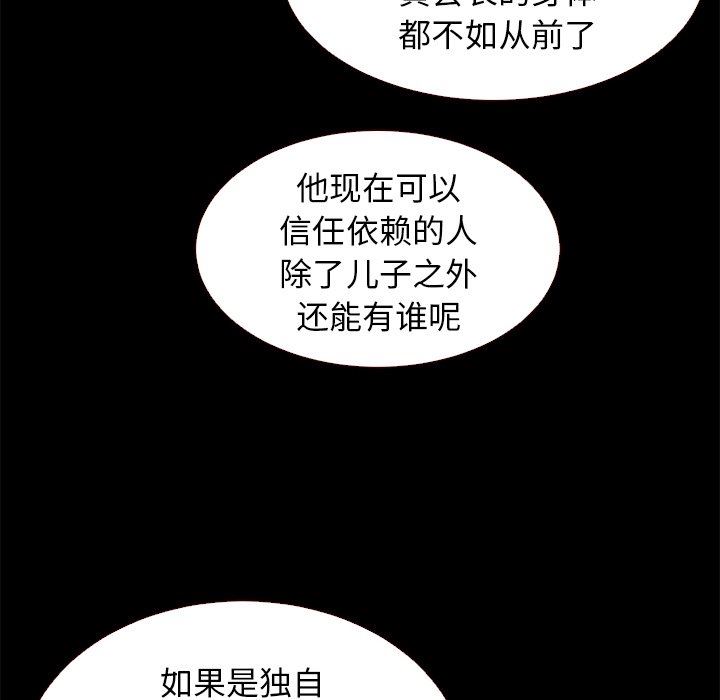 都不如从前了
他现在可以
信任依赖的人
除了儿子之外
还能有谁呢
如果是独自